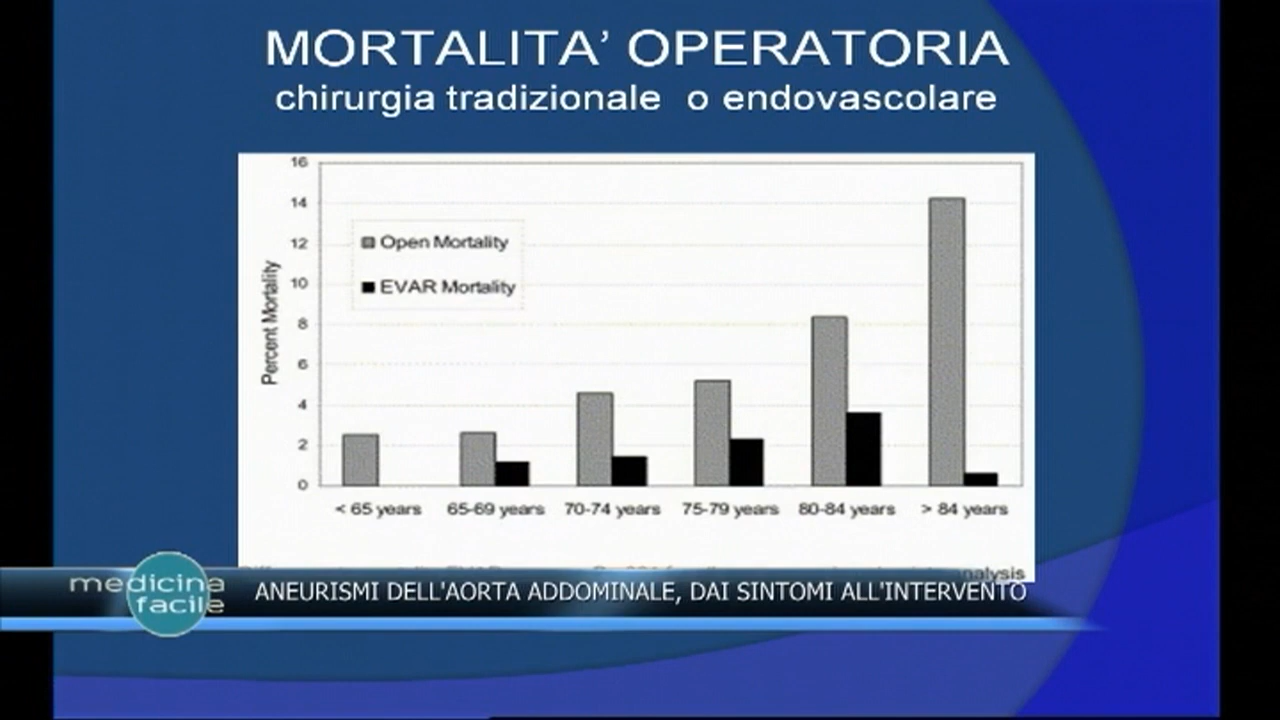 MORTALITA' OPERATORIA
chirurgia tradizionale o endovascolare
16
14
12
10
8
6
4
2
0
Percent Mortality
Open Mortality
EVAR Mortality
< 65 years 65-69 years 70-74 years 75-79 years 80-84 years > 84 years
medicina
facile
ANEURISMI DELL'AORTA ADDOMINALE, DAI SINTOMI ALL'INTERVENTO